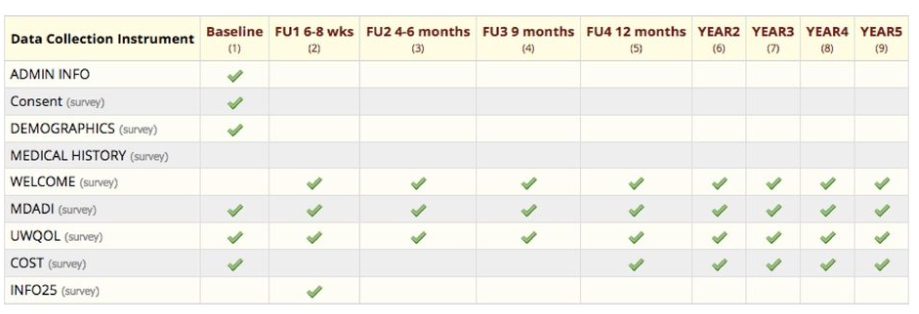 Data Collection Instrument Baseline (1) FU1 6-8 wks (2) FU2 4-6 months (3) FU3 9 months (4) FU4 12 months (5) YEAR2 (6) YEAR3 (7) YEAR4 (8) YEAR5 (9)
ADMIN INFO
Consent (survey)
DEMOGRAPHICS (survey)
MEDICAL HISTORY (survey)
WELCOME (survey)
MDADI (survey)
UWQOL (survey)
COST (survey)
INFO25 (survey)